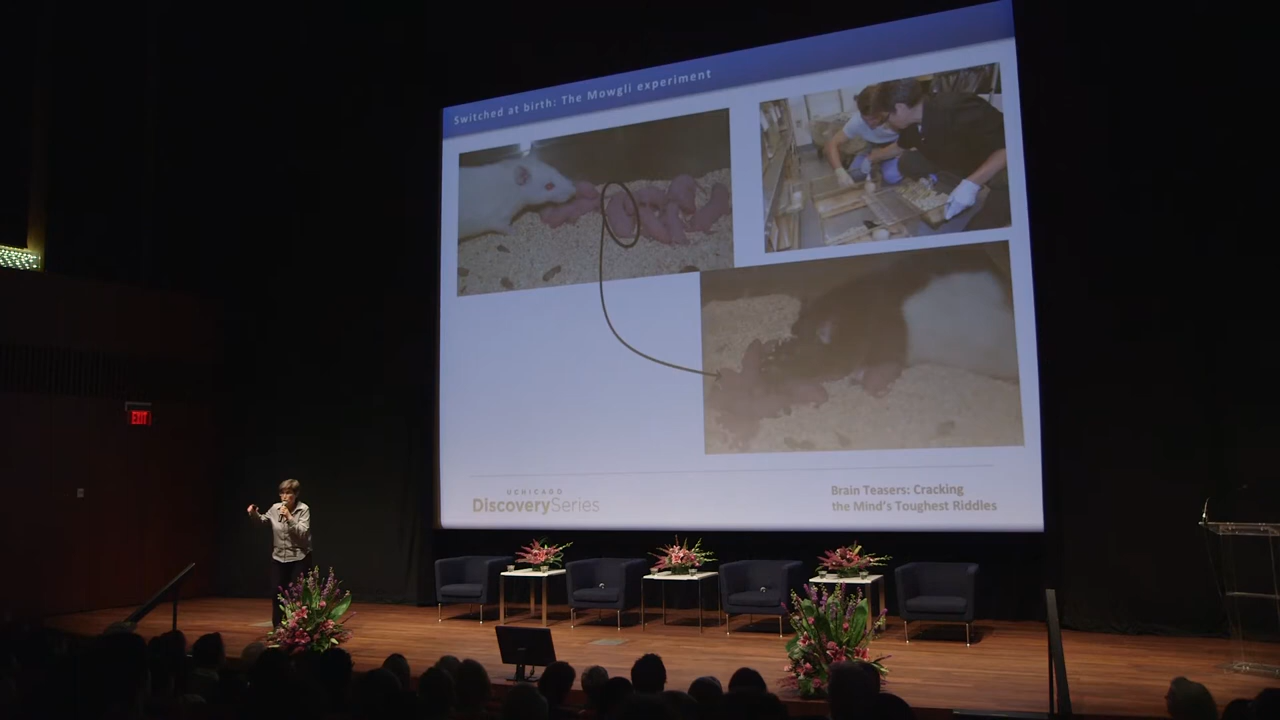 Switched at birth: The Mowgli experiment
UCHICAGO
DiscoverySeries
Brain Teasers: Cracking
the Mind's Toughest Riddles
EXIT